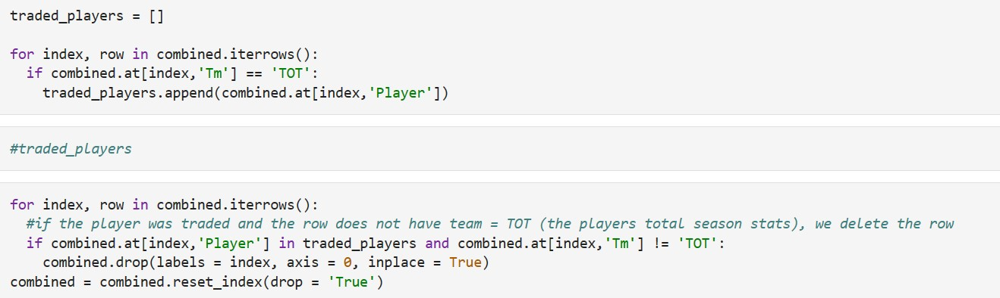 traded_players = []
for index, row in combined.iterrows():
  if combined.at[index,'Tm'] == 'TOT':
    traded_players.append(combined.at[index,'Player'])
#traded_players
for index, row in combined.iterrows():
  #if the player was traded and the row does not have team = TOT (the players total season stats), we delete the row
  if combined.at[index,'Player'] in traded_players and combined.at[index,'Tm'] != 'TOT':
    combined.drop(labels = index, axis = 0, inplace = True)
combined = combined.reset_index(drop = 'True')